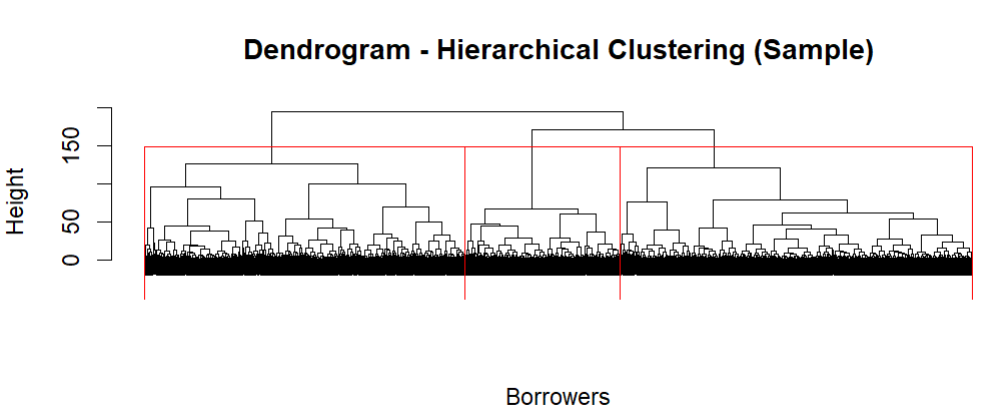 Dendrogram - Hierarchical Clustering (Sample)
Height
150
50
0
Borrowers